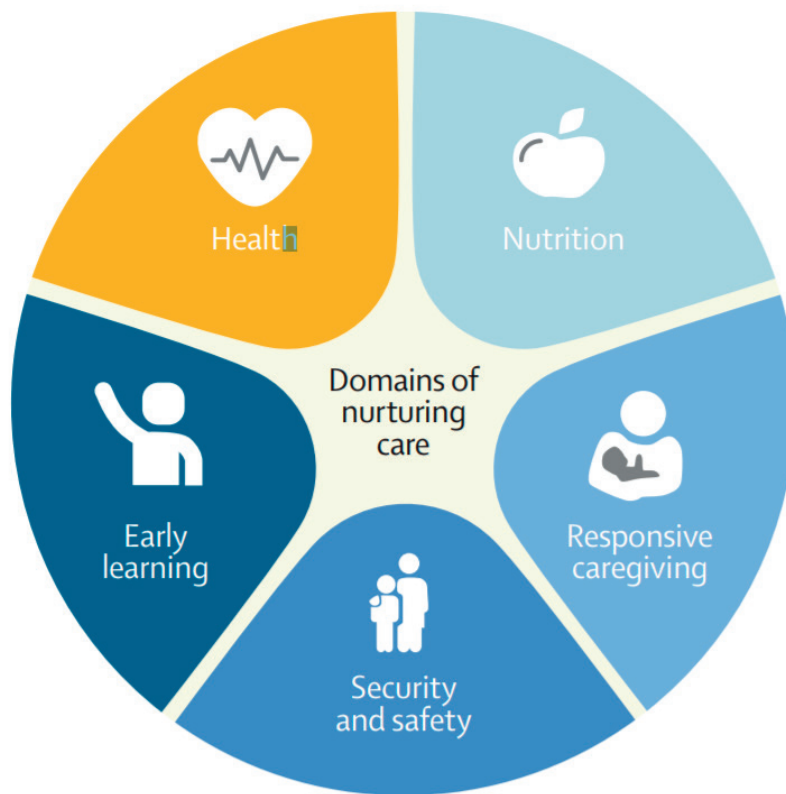 Health
Nutrition
Domains of
nurturing
care
Early
learning
Responsive
caregiving
Security
and safety